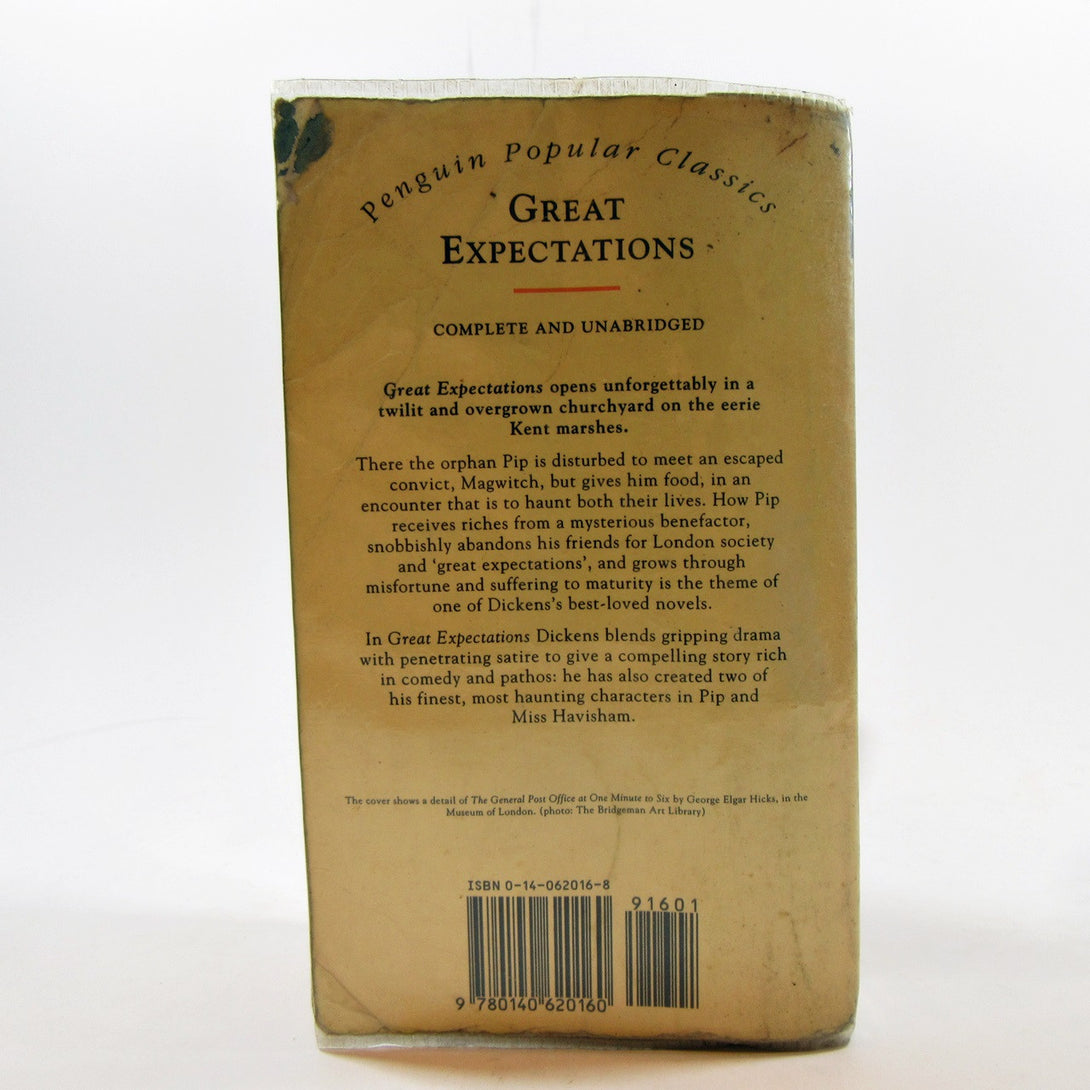 Penguin Popular Classics
GREAT
EXPECTATIONS
COMPLETE AND UNABRIDGED
Great Expectations opens unforgettably in a
twilit and overgrown churchyard on the eerie
Kent marshes.
There the orphan Pip is disturbed to meet an escaped
convict, Magwitch, but gives him food, in an
encounter that is to haunt both their lives. How Pip
receives riches from a mysterious benefactor,
snobbishly abandons his friends for London society
and ‘great expectations’, and grows through
misfortune and suffering to maturity is the theme of
one of Dickens's best-loved novels.
In Great Expectations Dickens blends gripping drama
with penetrating satire to give a compelling story rich
in comedy and pathos: he has also created two of
his finest, most haunting characters in Pip and
Miss Havisham.
The cover shows a detail of The General Post Office at One Minute to Six by George Elgar Hicks, in the
Museum of London. (photo: The Bridgeman Art Library)
ISBN 0-14-062016-8
91601
9 780140 620160